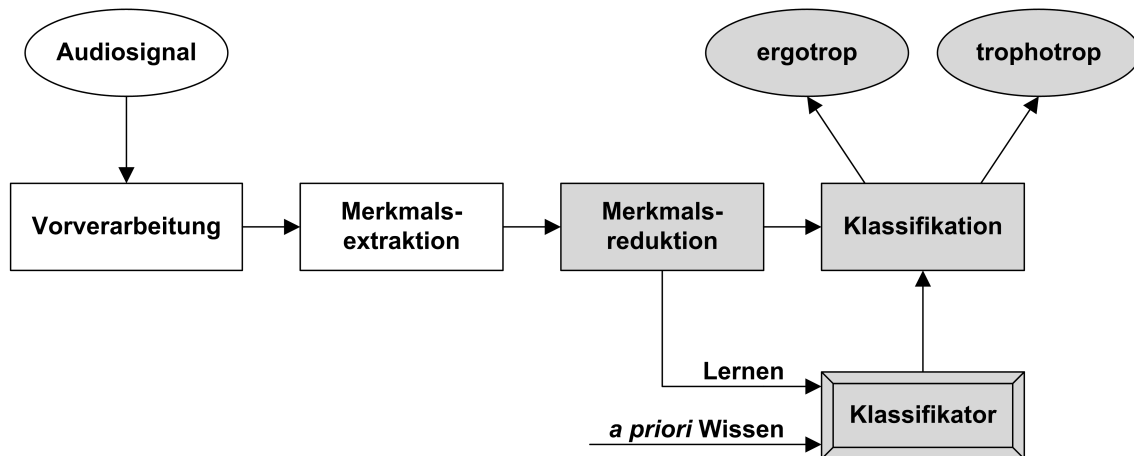 Audiosignal
ergotrop
trophotrop
Vorverarbeitung
Merkmals-
extraktion
Merkmals-
reduktion
Klassifikation
Lernen
a priori Wissen
Klassifikator